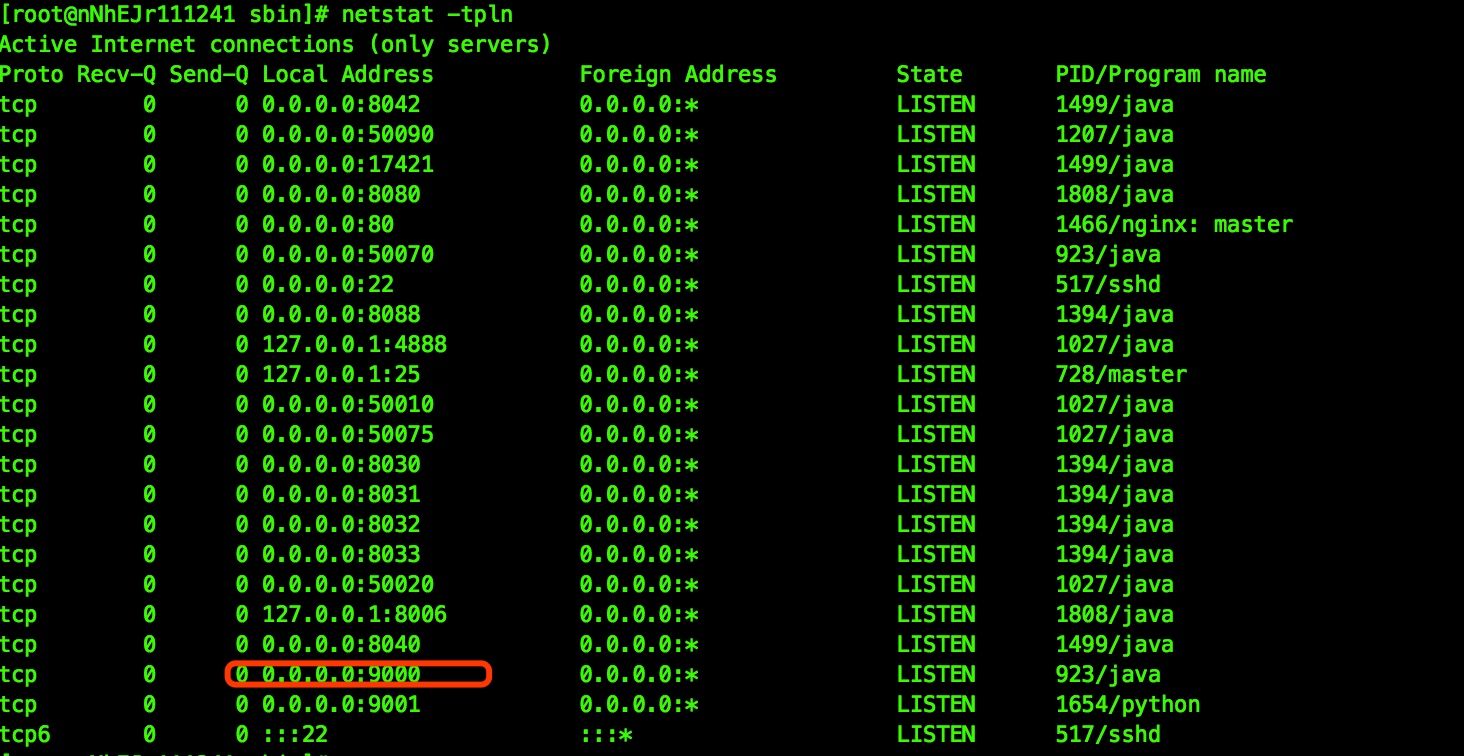 [root@nNhEJr111241 sbin]# netstat -tpln
Active Internet connections (only servers)
Proto Recv-Q Send-Q Local Address           Foreign Address         State       PID/Program name
tcp        0      0 0.0.0.0:8042            0.0.0.0:*               LISTEN      1499/java
tcp        0      0 0.0.0.0:50090           0.0.0.0:*               LISTEN      1207/java
tcp        0      0 0.0.0.0:17421           0.0.0.0:*               LISTEN      1499/java
tcp        0      0 0.0.0.0:8080            0.0.0.0:*               LISTEN      1808/java
tcp        0      0 0.0.0.0:80              0.0.0.0:*               LISTEN      1466/nginx: master
tcp        0      0 0.0.0.0:50070           0.0.0.0:*               LISTEN      923/java
tcp        0      0 0.0.0.0:22              0.0.0.0:*               LISTEN      517/sshd
tcp        0      0 0.0.0.0:8088            0.0.0.0:*               LISTEN      1394/java
tcp        0      0 127.0.0.1:4888          0.0.0.0:*               LISTEN      1027/java
tcp        0      0 127.0.0.1:25            0.0.0.0:*               LISTEN      728/master
tcp        0      0 0.0.0.0:50010           0.0.0.0:*               LISTEN      1027/java
tcp        0      0 0.0.0.0:50075           0.0.0.0:*               LISTEN      1027/java
tcp        0      0 0.0.0.0:8030            0.0.0.0:*               LISTEN      1394/java
tcp        0      0 0.0.0.0:8031            0.0.0.0:*               LISTEN      1394/java
tcp        0      0 0.0.0.0:8032            0.0.0.0:*               LISTEN      1394/java
tcp        0      0 0.0.0.0:8033            0.0.0.0:*               LISTEN      1394/java
tcp        0      0 0.0.0.0:50020           0.0.0.0:*               LISTEN      1027/java
tcp        0      0 127.0.0.1:8006          0.0.0.0:*               LISTEN      1808/java
tcp        0      0 0.0.0.0:8040            0.0.0.0:*               LISTEN      1499/java
tcp        0      0 0.0.0.0:9000            0.0.0.0:*               LISTEN      923/java
tcp        0      0 0.0.0.0:9001            0.0.0.0:*               LISTEN      1654/python
tcp6       0      0 :::22                   :::*                    LISTEN      517/sshd